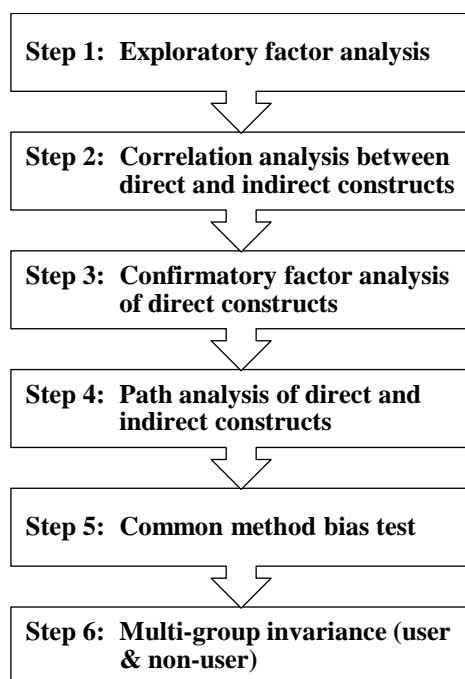 Step 1: Exploratory factor analysis
Step 2: Correlation analysis between
direct and indirect constructs
Step 3: Confirmatory factor analysis
of direct constructs
Step 4: Path analysis of direct and
indirect constructs
Step 5: Common method bias test
Step 6: Multi-group invariance (user
& non-user)